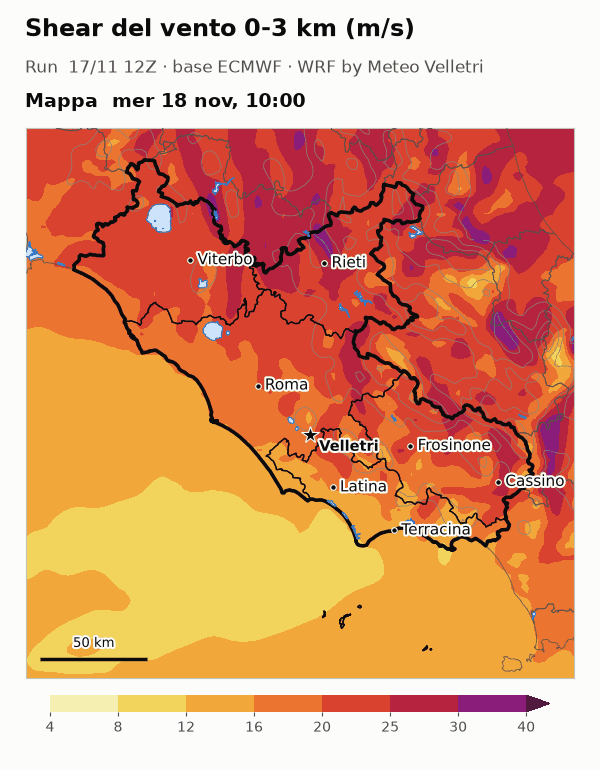 Shear del vento 0-3 km (m/s)
Run  17/11 12Z · base ECMWF · WRF by Meteo Velletri
Mappa  mer 18 nov, 10:00
Viterbo
Rieti
Roma
Velletri
Frosinone
Cassino
Latina
Terracina
50 km
4 8 12 16 20 25 30 40